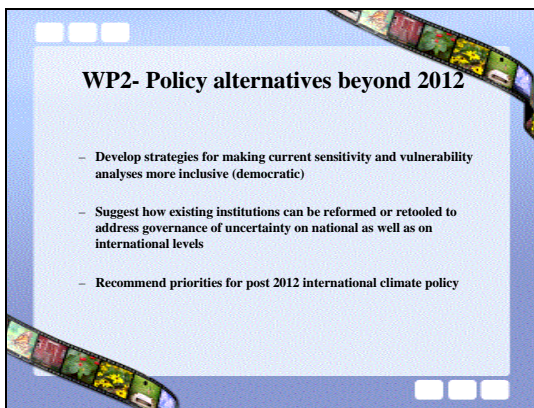 WP2- Policy alternatives beyond 2012
– Develop strategies for making current sensitivity and vulnerability
analyses more inclusive (democratic)
– Suggest how existing institutions can be reformed or retooled to
address governance of uncertainty on national as well as on
international levels
– Recommend priorities for post 2012 international climate policy